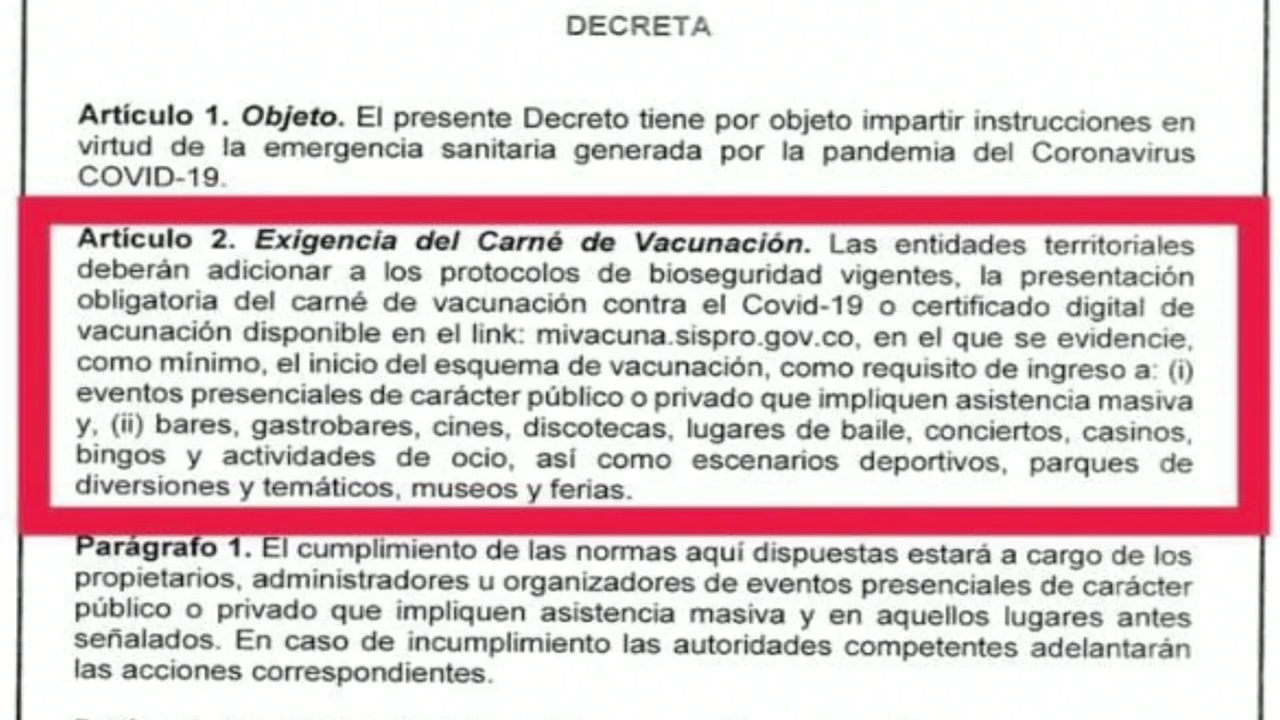 DECRETA
Artículo 1. Objeto. El presente Decreto tiene por objeto impartir instrucciones en
virtud de la emergencia sanitaria generada por la pandemia del Coronavirus
COVID-19.
Artículo 2. Exigencia del Carné de Vacunación. Las entidades territoriales
deberán adicionar a los protocolos de bioseguridad vigentes, la presentación
obligatoria del carné de vacunación contra el Covid-19 o certificado digital de
vacunación disponible en el link: mivacuna.sispro.gov.co, en el que se evidencie,
como mínimo, el inicio del esquema de vacunación, como requisito de ingreso a: (i)
eventos presenciales de carácter público o privado que impliquen asistencia masiva
y, (ii) bares, gastrobares, cines, discotecas, lugares de baile, conciertos, casinos,
bingos y actividades de ocio, así como escenarios deportivos, parques de
diversiones y temáticos, museos y ferias.
Parágrafo 1. El cumplimiento de las normas aquí dispuestas estará a cargo de los
propietarios, administradores u organizadores de eventos presenciales de carácter
público o privado que impliquen asistencia masiva y en aquellos lugares antes
señalados. En caso de incumplimiento las autoridades competentes adelantarán
las acciones correspondientes.